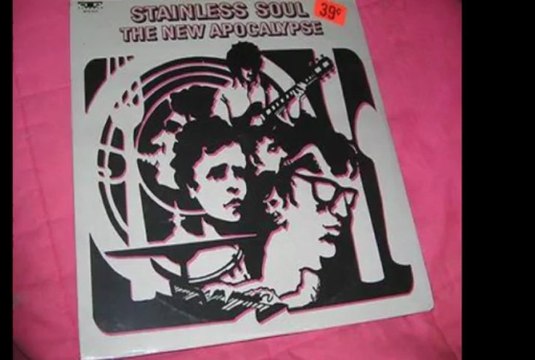 STAINLESS SOUL
39¢
THE NEW APOCALYPSE